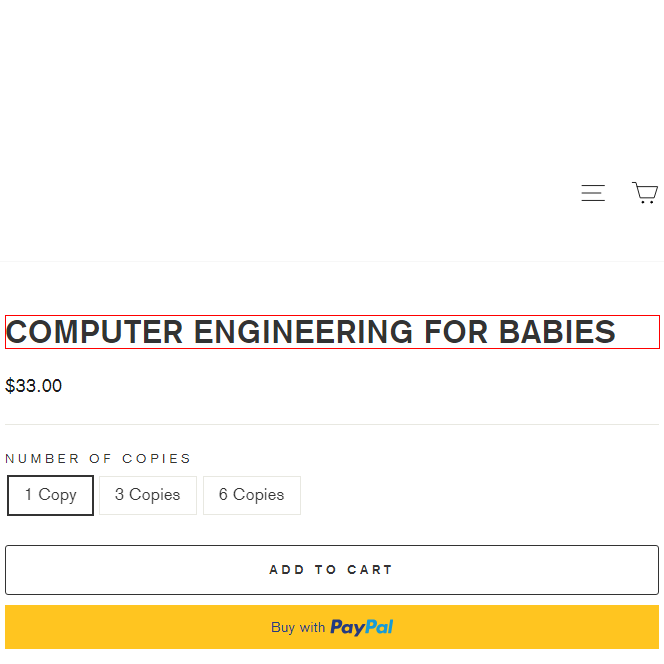 COMPUTER ENGINEERING FOR BABIES
$33.00
NUMBER OF COPIES
1 Copy 3 Copies 6 Copies
ADD TO CART
Buy with PayPal